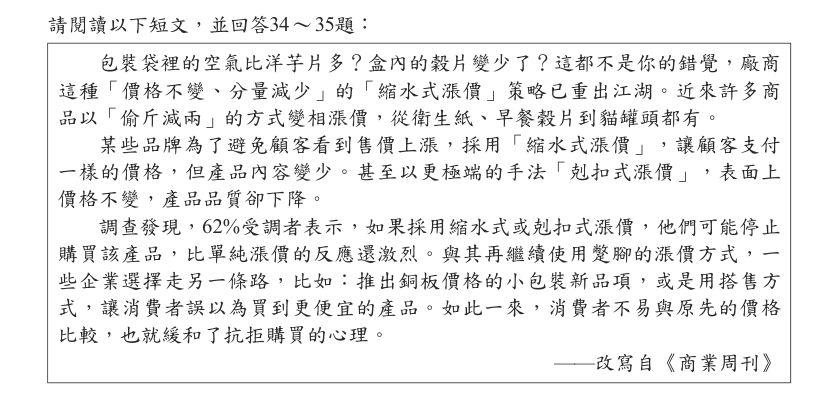 請閱讀以下短文，並回答34～35題：
包裝袋裡的空氣比洋芋片多？盒內的穀片變少了？這都不是你的錯覺，廠商
這種「價格不變、分量減少」的「縮水式漲價」策略已重出江湖。近來許多商
品以「偷斤減兩」的方式變相漲價，從衛生紙、早餐穀片到貓罐頭都有。
某些品牌為了避免顧客看到售價上漲，採用「縮水式漲價」，讓顧客支付
一樣的價格，但產品內容變少。甚至以更極端的手法「剋扣式漲價」，表面上
價格不變，產品品質卻下降。
調查發現，62%受調者表示，如果採用縮水式或剋扣式漲價，他們可能停止
購買該產品，比單純漲價的反應還激烈。與其再繼續使用蹩腳的漲價方式，一
些企業選擇走另一條路，比如：推出銅板價格的小包裝新品項，或是用搭售方
式，讓消費者誤以為買到更便宜的產品。如此一來，消費者不易與原先的價格
比較，也就緩和了抗拒購買的心理。
——改寫自《商業周刊》